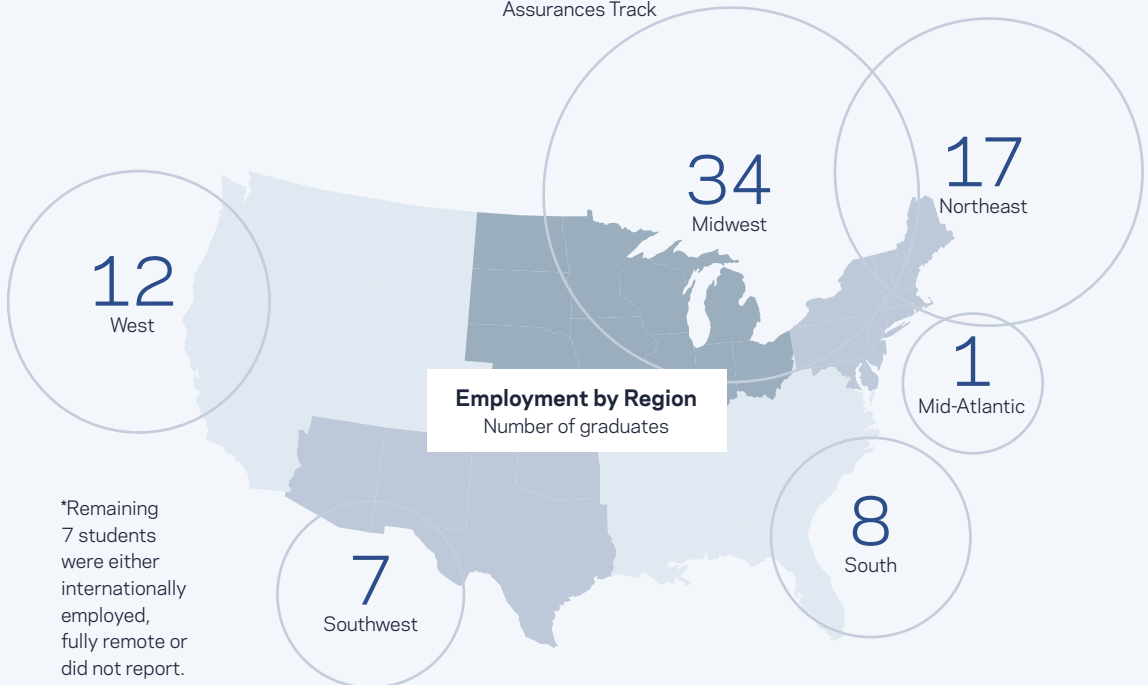 Assurances Track
34
Midwest
17
Northeast
12
West
1
Mid-Atlantic
Employment by Region
Number of graduates
8
South
7
Southwest
*Remaining
7 students
were either
internationally
employed,
fully remote or
did not report.